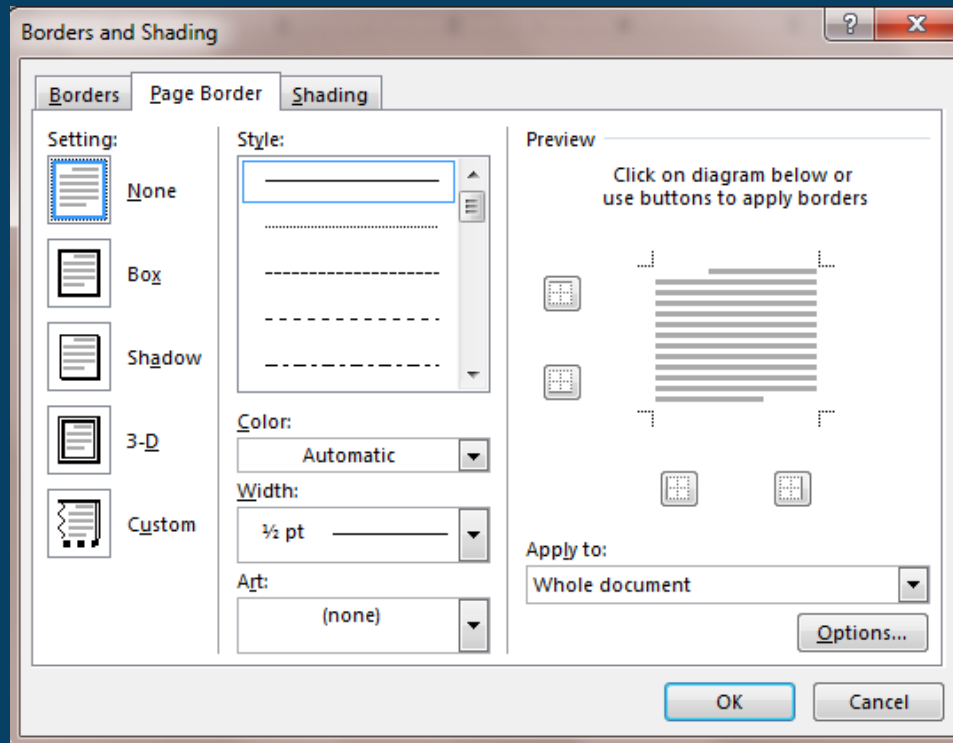 Borders and Shading
?
Borders Page Border Shading
Setting:
None
Box
Shadow
3-D
Custom
Style:
Color:
Automatic
Width:
½ pt
Art:
(none)
Preview
Click on diagram below or
use buttons to apply borders
Apply to:
Whole document
Options...
OK Cancel